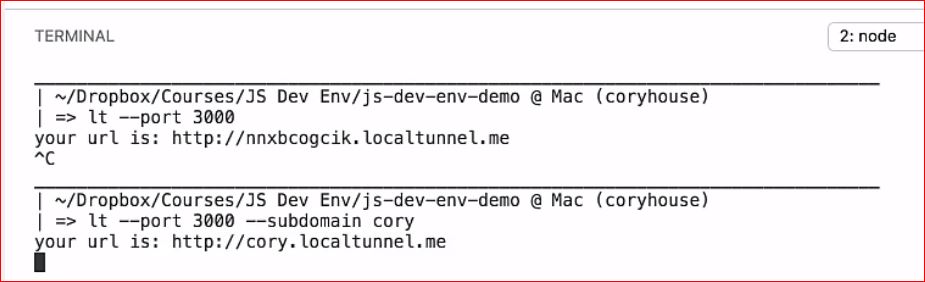 TERMINAL
2: node
| ~/Dropbox/Courses/JS Dev Env/js-dev-env-demo @ Mac (coryhouse)
| => lt --port 3000
your url is: http://nnxbcogcik.localtunnel.me
^C
| ~/Dropbox/Courses/JS Dev Env/js-dev-env-demo @ Mac (coryhouse)
| => lt --port 3000 --subdomain cory
your url is: http://cory.localtunnel.me